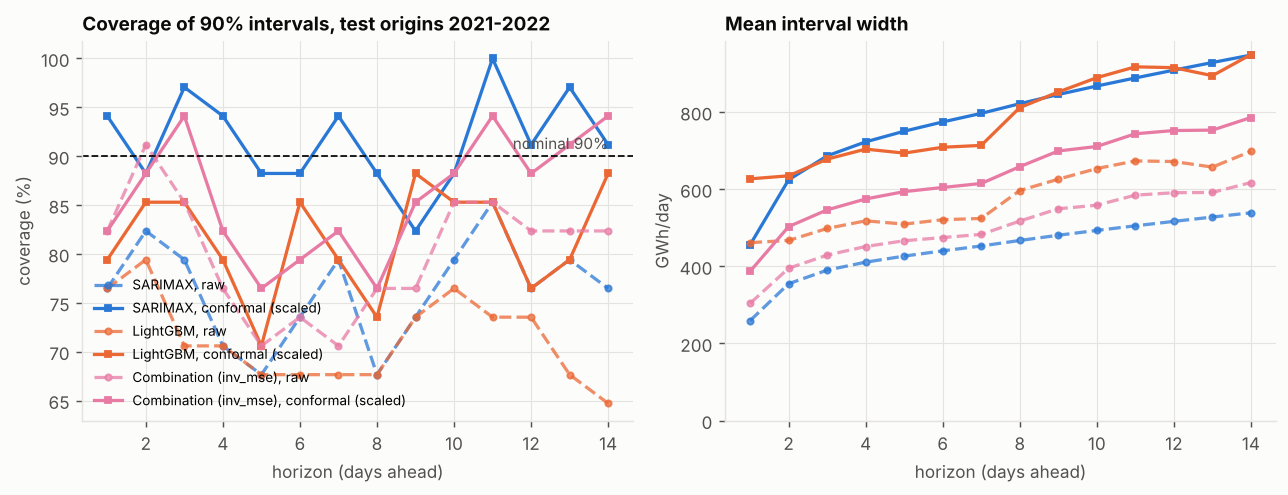 Coverage of 90% intervals, test origins 2021-2022
100
95
90
85
80
75
70
65
coverage (%)
nominal 90%
SARIMAX, raw
SARIMAX, conformal (scaled)
LightGBM, raw
LightGBM, conformal (scaled)
Combination (inv_mse), raw
Combination (inv_mse), conformal (scaled)
2 4 6 8 10 12 14
horizon (days ahead)
Mean interval width
800
600
400
200
0
GWh/day
2 4 6 8 10 12 14
horizon (days ahead)